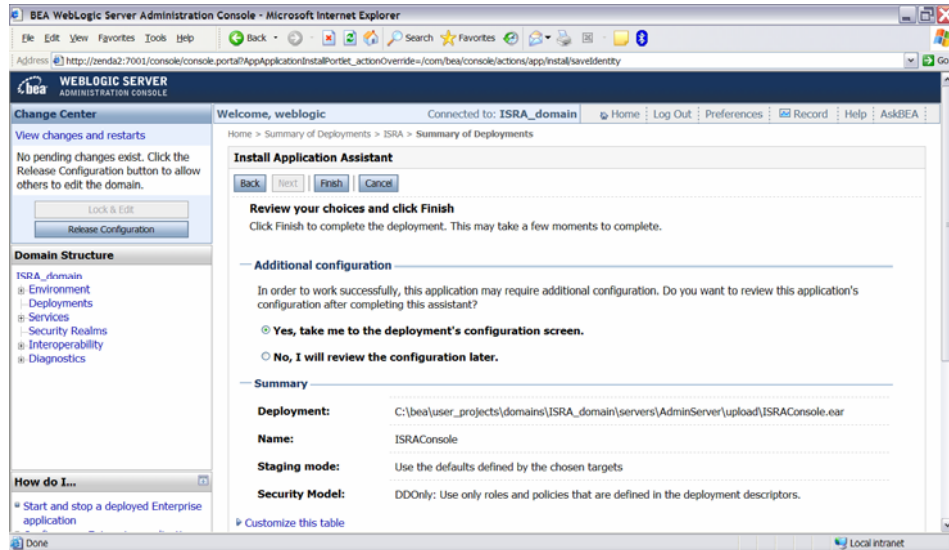 BEA WebLogic Server Administration Console - Microsoft Internet Explorer
File Edit View Favorites Tools Help
Back Search Favorites
Address http://zenda2:7001/console/console.portal?AppApplicationInstallPortlet_actionOverride=/com/bea/console/actions/app/install/saveIdentity Go
bea WEBLOGIC SERVER
ADMINISTRATION CONSOLE
Change Center
View changes and restarts
No pending changes exist. Click the
Release Configuration button to allow
others to edit the domain.
Lock & Edit
Release Configuration
Domain Structure
ISRA_domain
Environment
Deployments
Services
Security Realms
Interoperability
Diagnostics
How do I...
Start and stop a deployed Enterprise
application
Welcome, weblogic Connected to: ISRA_domain Home Log Out Preferences Record Help AskBEA
Home > Summary of Deployments > ISRA > Summary of Deployments
Install Application Assistant
Back Next Finish Cancel
Review your choices and click Finish
Click Finish to complete the deployment. This may take a few moments to complete.
Additional configuration
In order to work successfully, this application may require additional configuration. Do you want to review this application's
configuration after completing this assistant?
Yes, take me to the deployment's configuration screen.
No, I will review the configuration later.
Summary
Deployment: C:\bea\user_projects\domains\ISRA_domain\servers\AdminServer\upload\ISRAConsole.ear
Name: ISRAConsole
Staging mode: Use the defaults defined by the chosen targets
Security Model: DDOnly: Use only roles and policies that are defined in the deployment descriptors.
Customize this table
Done Local intranet